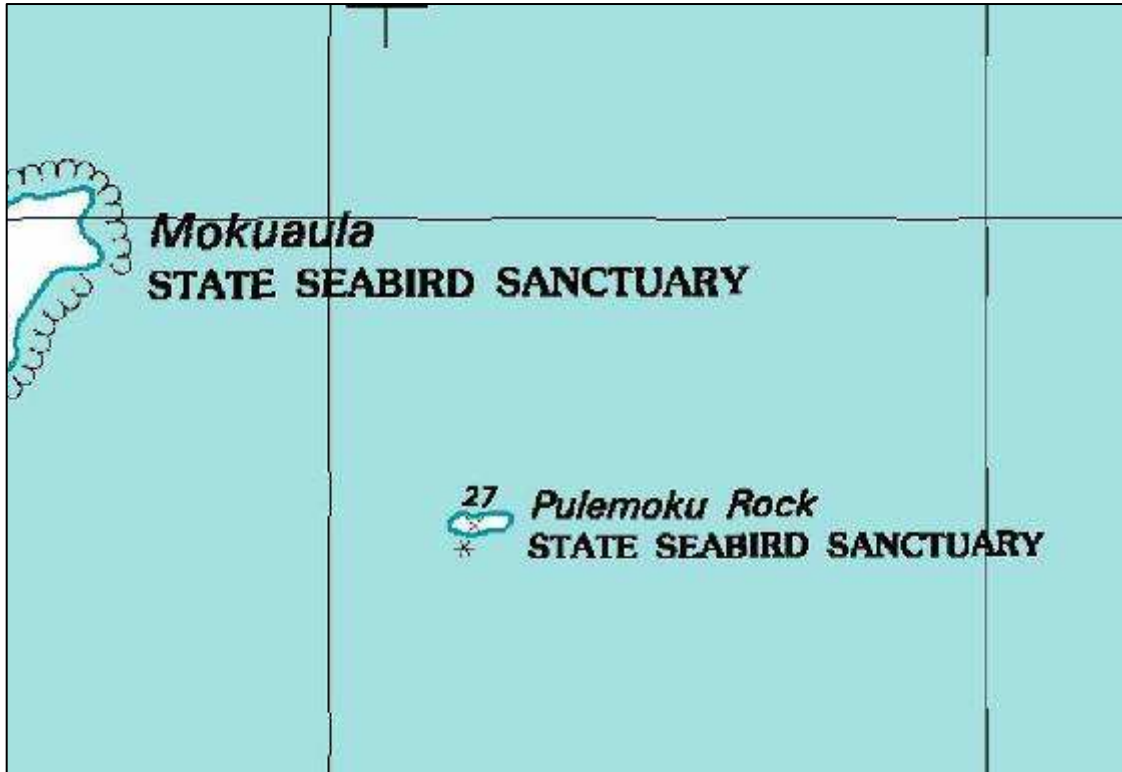 Mokuaula
STATE SEABIRD SANCTUARY
27
Pulemoku Rock
STATE SEABIRD SANCTUARY